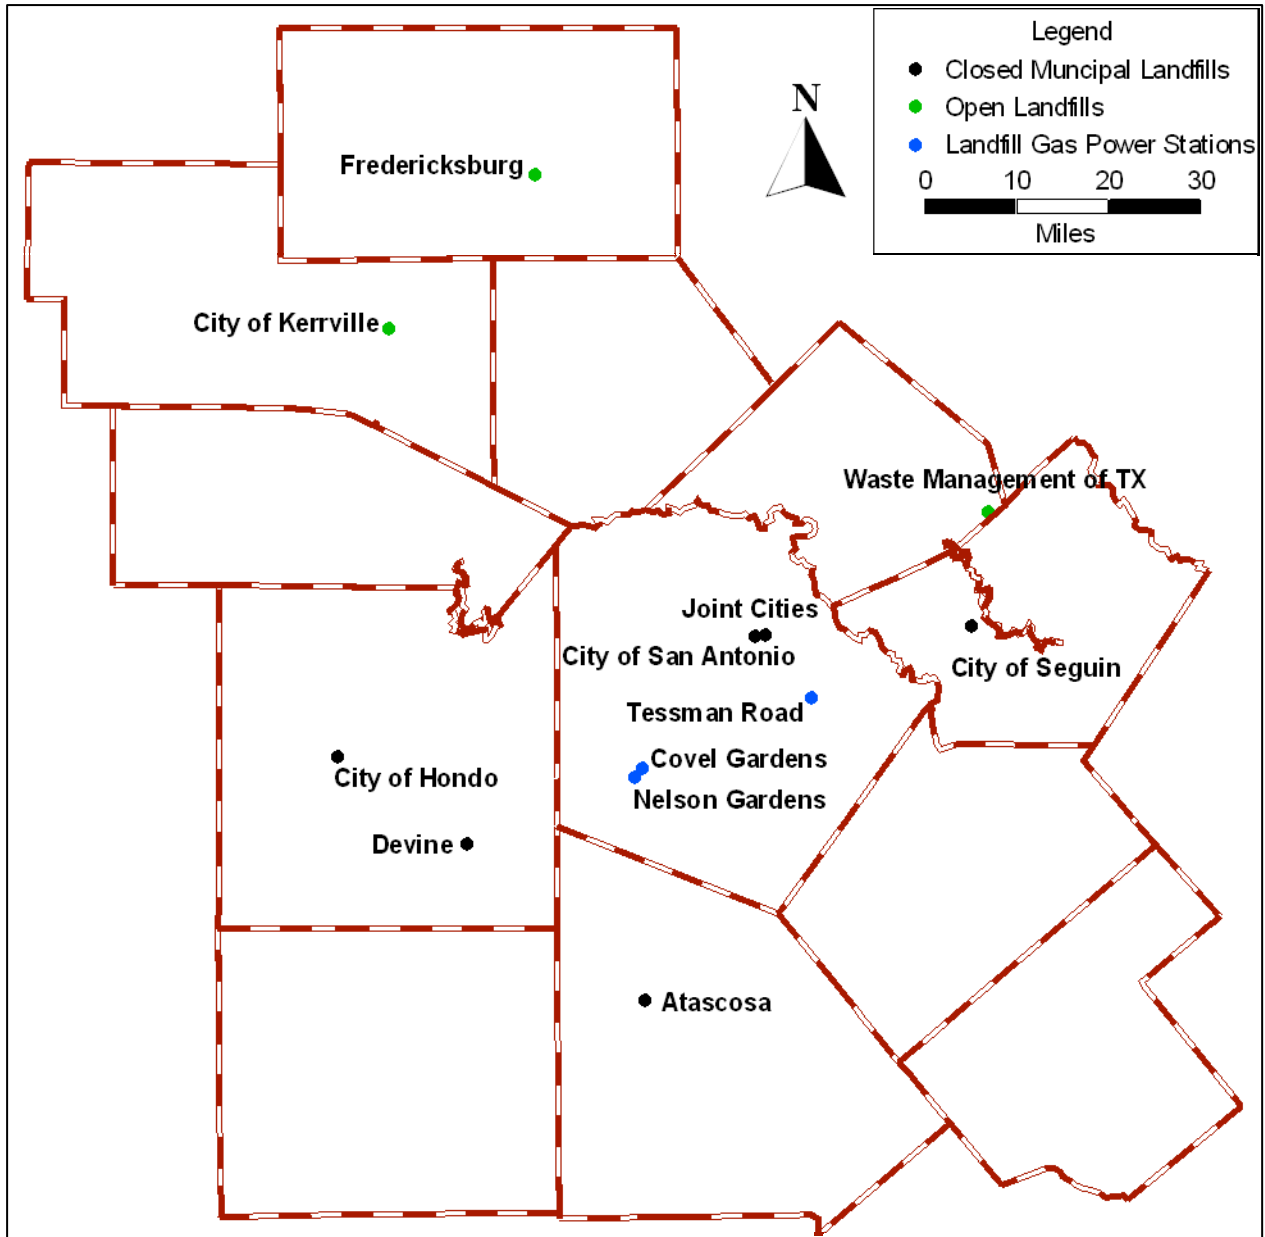 Legend
Closed Muncipal Landfills
Open Landfills
Landfill Gas Power Stations
0 10 20 30
Miles
N
Fredericksburg
City of Kerrville
Waste Management of TX
Joint Cities
City of San Antonio
City of Seguin
Tessman Road
Covel Gardens
City of Hondo
Nelson Gardens
Devine
Atascosa